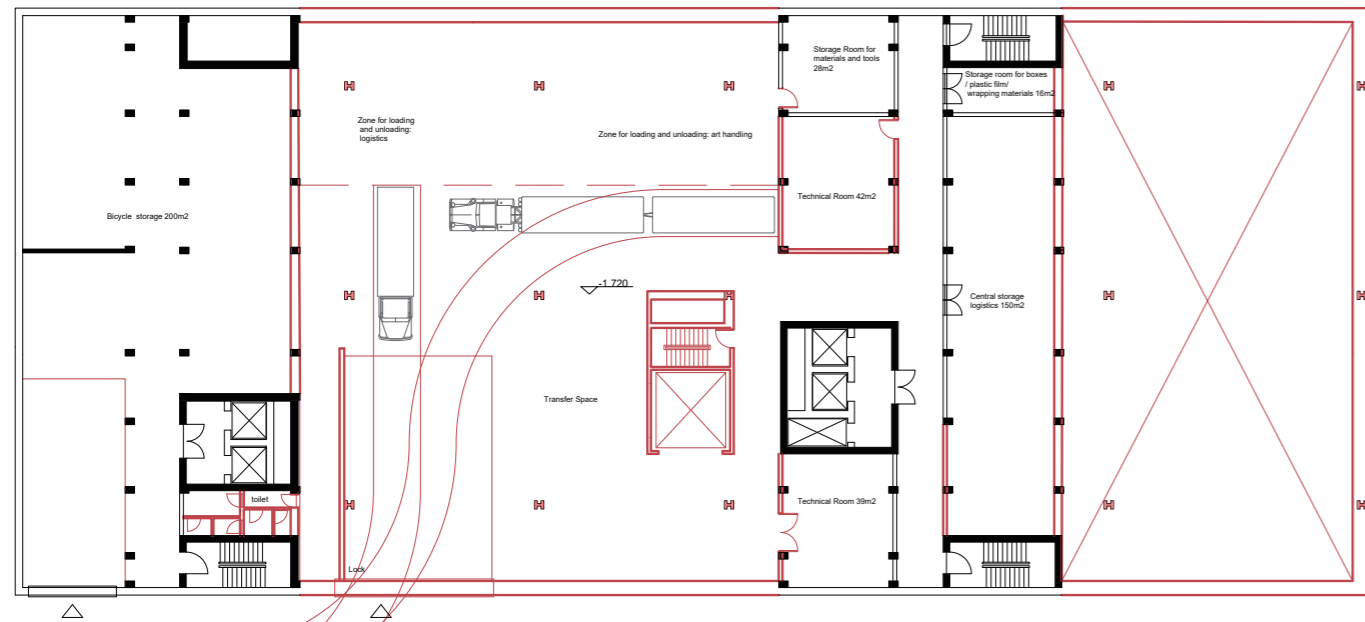 Storage Room for
materials and tools
28m2
Storage room for boxes
/ plastic film/
wrapping materials 16m2
Zone for loading
and unloading:
logistics
Zone for loading and unloading: art handling
Technical Room 42m2
Bicycle storage 200m2
-1.720
Central storage
logistics 150m2
Transfer Space
toilet
Technical Room 39m2
Lock